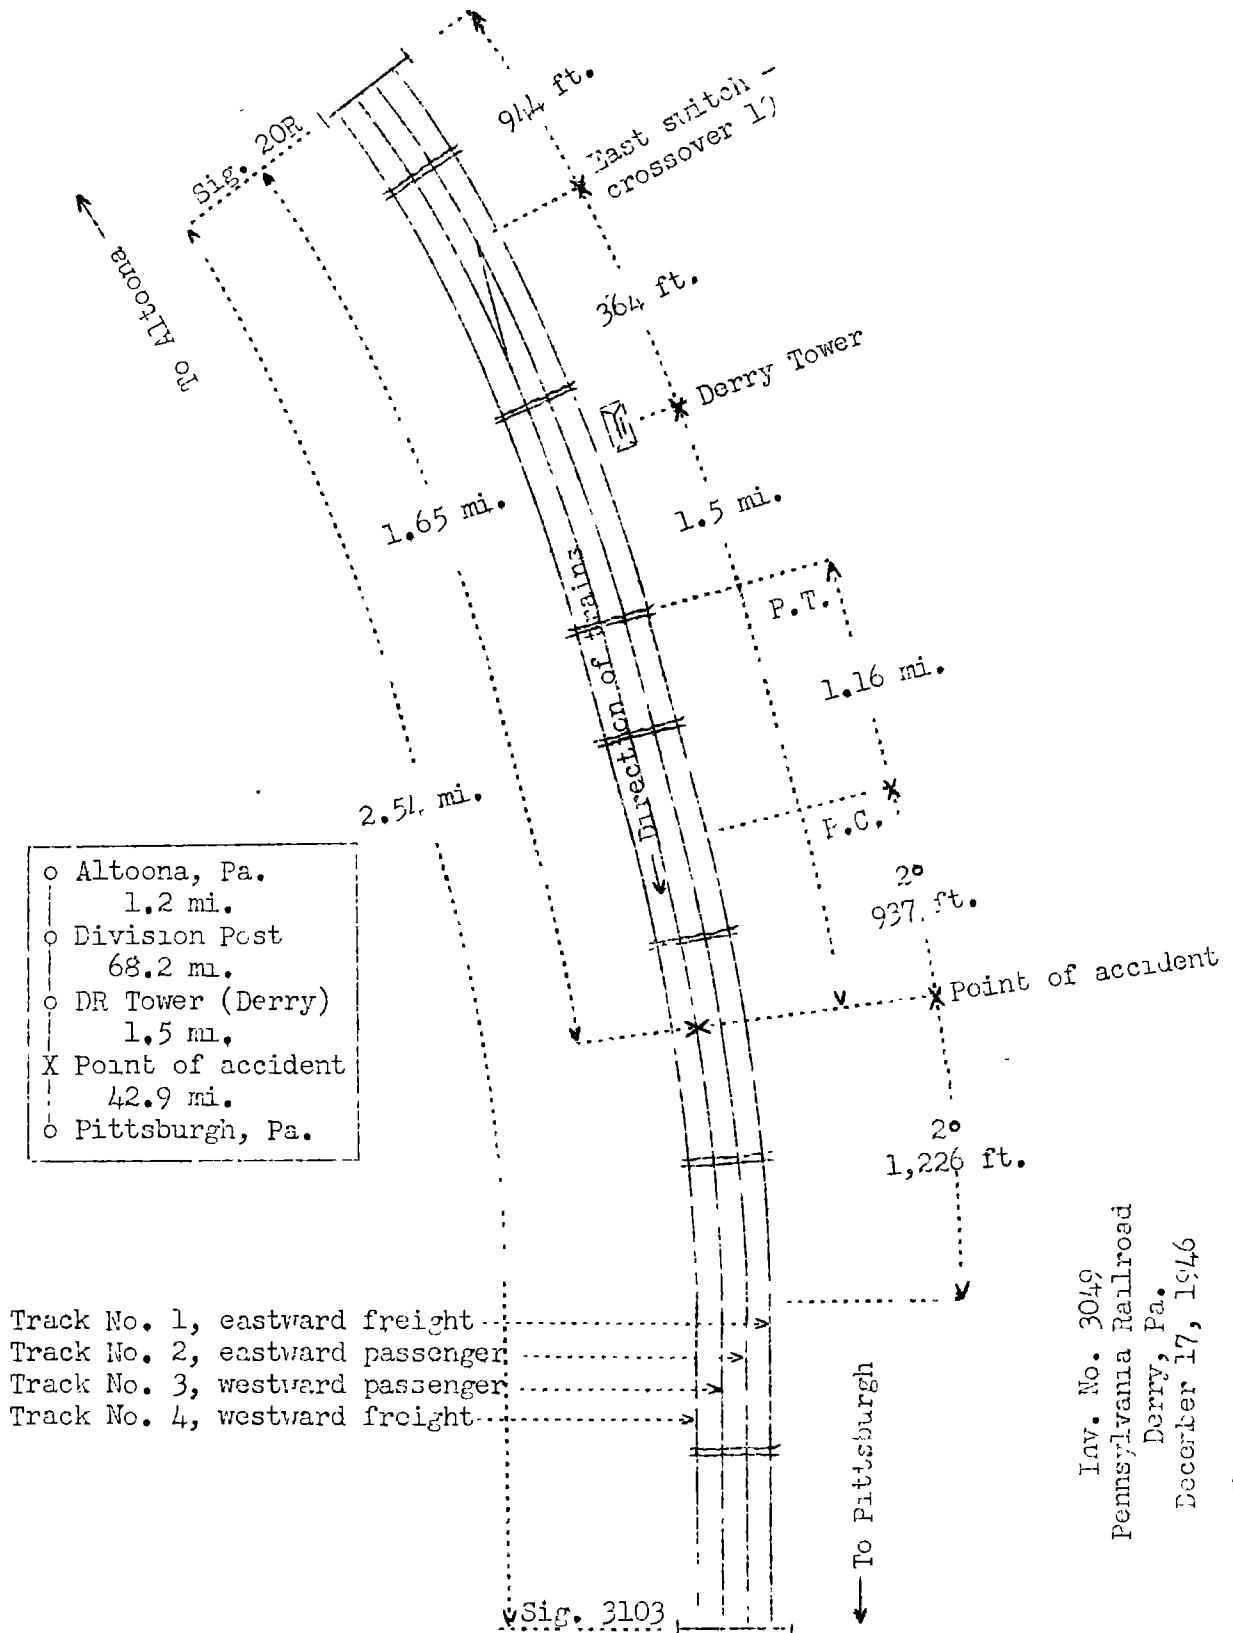 944 ft.
East switch -
crossover 19
Sig. 20R
To Altoona
364 ft.
Derry Tower
1.65 mi.
1.5 mi.
Direction of trains
P.T.
1.16 mi.
2.54 mi.
P.C.
2°
937 ft.
Point of accident
Altoona, Pa.
1.2 mi.
Division Post
68.2 mi.
DR Tower (Derry)
1.5 mi.
X Point of accident
42.9 mi.
Pittsburgh, Pa.
2°
1,226 ft.
Track No. 1, eastward freight
Track No. 2, eastward passenger
Track No. 3, westward passenger
Track No. 4, westward freight
To Pittsburgh
Sig. 3103
Inv. No. 3049
Pennsylvania Railroad
Derry, Pa.
December 17, 1946